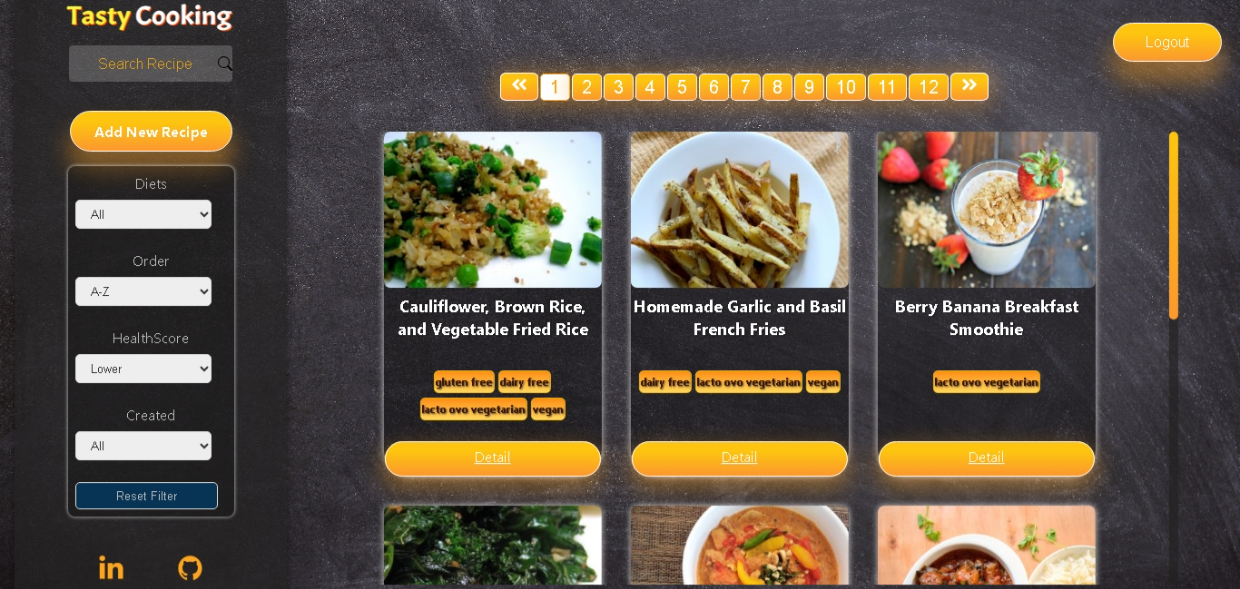 Tasty Cooking
Search Recipe
Add New Recipe
Diets
All
Order
A-Z
HealthScore
Lower
Created
All
Reset Filter
Logout
« 1 2 3 4 5 6 7 8 9 10 11 12 »
Cauliflower, Brown Rice,
and Vegetable Fried Rice
gluten free dairy free
lacto ovo vegetarian vegan
Detail
Homemade Garlic and Basil
French Fries
dairy free lacto ovo vegetarian vegan
Detail
Berry Banana Breakfast
Smoothie
lacto ovo vegetarian
Detail
in